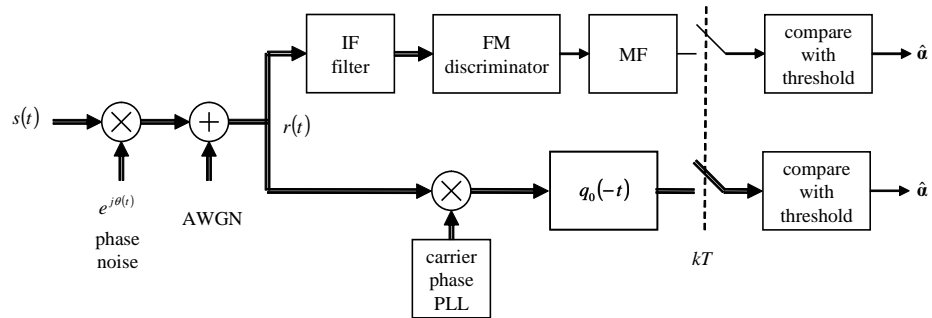 IF
filter
FM
discriminator
MF
compare
with
threshold
α̂
s(t)
×
+
r(t)
e^{jθ(t)}
phase
noise
AWGN
×
carrier
phase
PLL
q₀(-t)
kT
compare
with
threshold
α̂